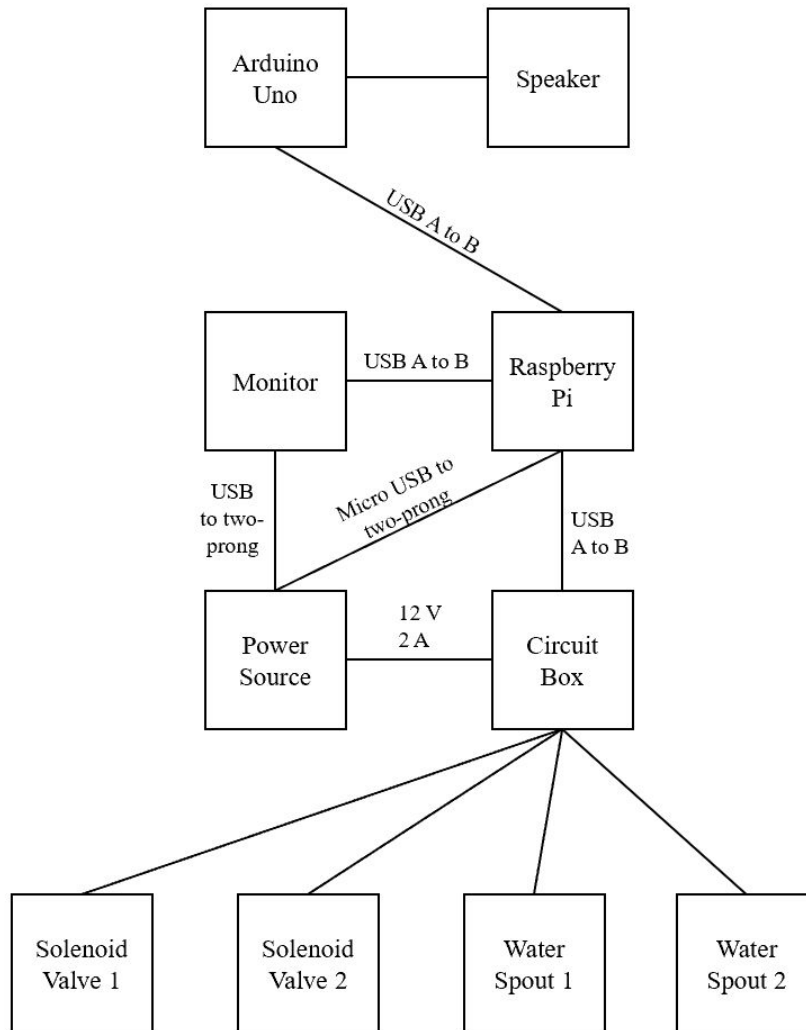 Arduino
Uno
Speaker
USB A to B
Monitor
USB A to B
Raspberry
Pi
USB
to two-
prong
Micro USB to
two-prong
USB
A to B
Power
Source
12 V
2 A
Circuit
Box
Solenoid
Valve 1
Solenoid
Valve 2
Water
Spout 1
Water
Spout 2